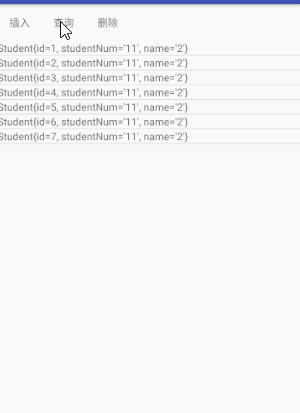 插入 查询 删除
Student{id=1, studentNum='11', name='2'}
Student{id=2, studentNum='11', name='2'}
Student{id=3, studentNum='11', name='2'}
Student{id=4, studentNum='11', name='2'}
Student{id=5, studentNum='11', name='2'}
Student{id=6, studentNum='11', name='2'}
Student{id=7, studentNum='11', name='2'}